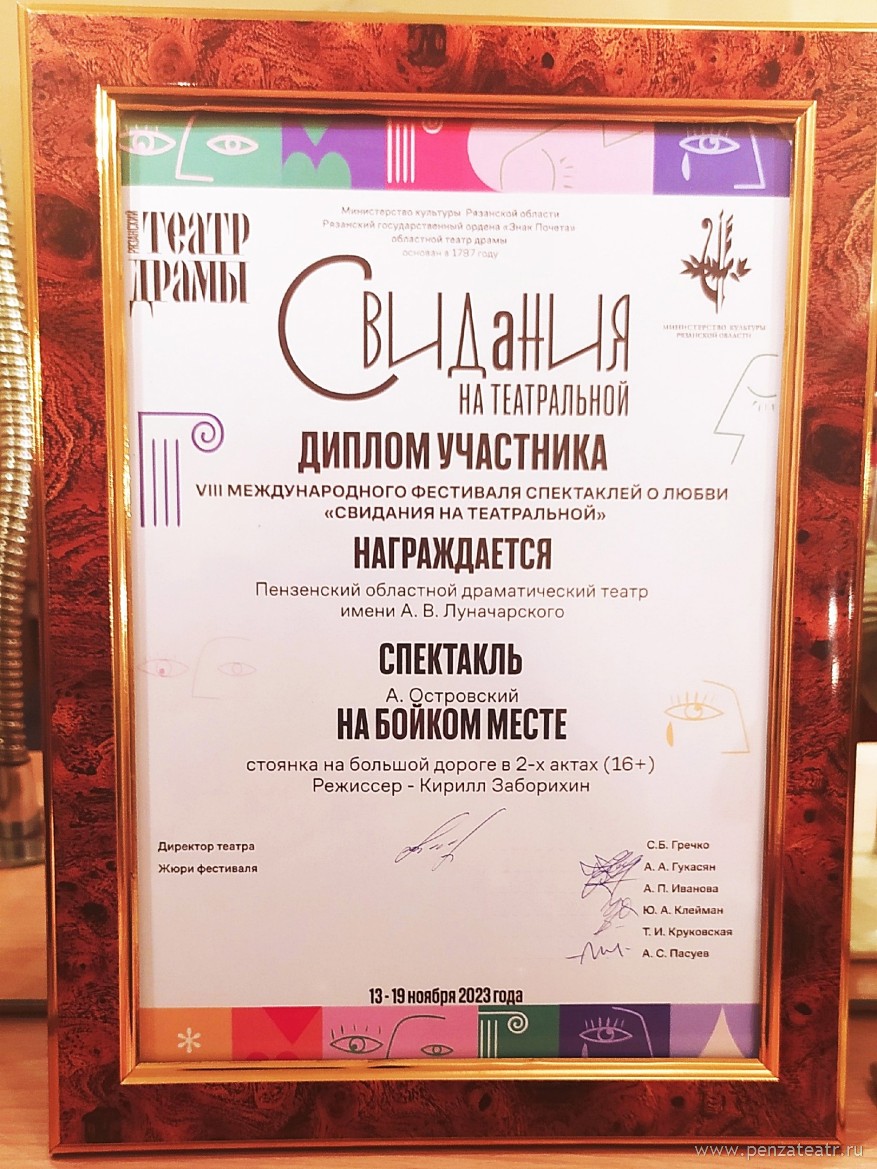 РЯЗАНСКИЙ
ТЕАТР
ДРАМЫ
Министерство культуры Рязанской области
Рязанский государственный ордена «Знак Почета»
областной театр драмы
основан в 1787 году
МИНИСТЕРСТВО КУЛЬТУРЫ
РЯЗАНСКОЙ ОБЛАСТИ
СВИДАНИЯ
НА ТЕАТРАЛЬНОЙ
ДИПЛОМ УЧАСТНИКА
VIII МЕЖДУНАРОДНОГО ФЕСТИВАЛЯ СПЕКТАКЛЕЙ О ЛЮБВИ
«СВИДАНИЯ НА ТЕАТРАЛЬНОЙ»
НАГРАЖДАЕТСЯ
Пензенский областной драматический театр
имени А. В. Луначарского
СПЕКТАКЛЬ
А. Островский
НА БОЙКОМ МЕСТЕ
стоянка на большой дороге в 2-х актах (16+)
Режиссер - Кирилл Заборихин
Директор театра С.Б. Гречко
Жюри фестиваля А. А. Гукасян
А. П. Иванова
Ю. А. Клейман
Т. И. Круковская
А. С. Пасуев
13 - 19 ноября 2023 года
www.penzateatr.ru